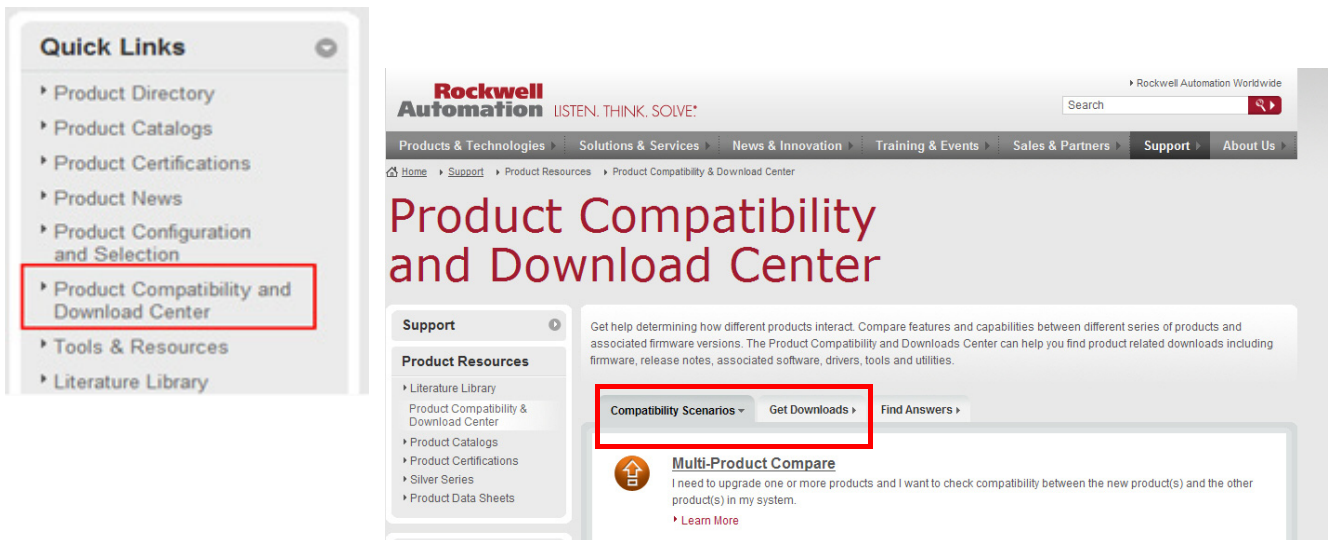 Quick Links
Product Directory
Product Catalogs
Product Certifications
Product News
Product Configuration
and Selection
Product Compatibility and
Download Center
Tools & Resources
Literature Library
Rockwell
Automation LISTEN. THINK. SOLVE.®
Rockwell Automation Worldwide
Search
Products & Technologies Solutions & Services News & Innovation Training & Events Sales & Partners Support About Us
Home Support Product Resources Product Compatibility & Download Center
Product Compatibility
and Download Center
Support
Product Resources
Literature Library
Product Compatibility &
Download Center
Product Catalogs
Product Certifications
Silver Series
Product Data Sheets
Get help determining how different products interact. Compare features and capabilities between different series of products and
associated firmware versions. The Product Compatibility and Downloads Center can help you find product related downloads including
firmware, release notes, associated software, drivers, tools and utilities.
Compatibility Scenarios Get Downloads Find Answers
Multi-Product Compare
I need to upgrade one or more products and I want to check compatibility between the new product(s) and the other
product(s) in my system.
Learn More